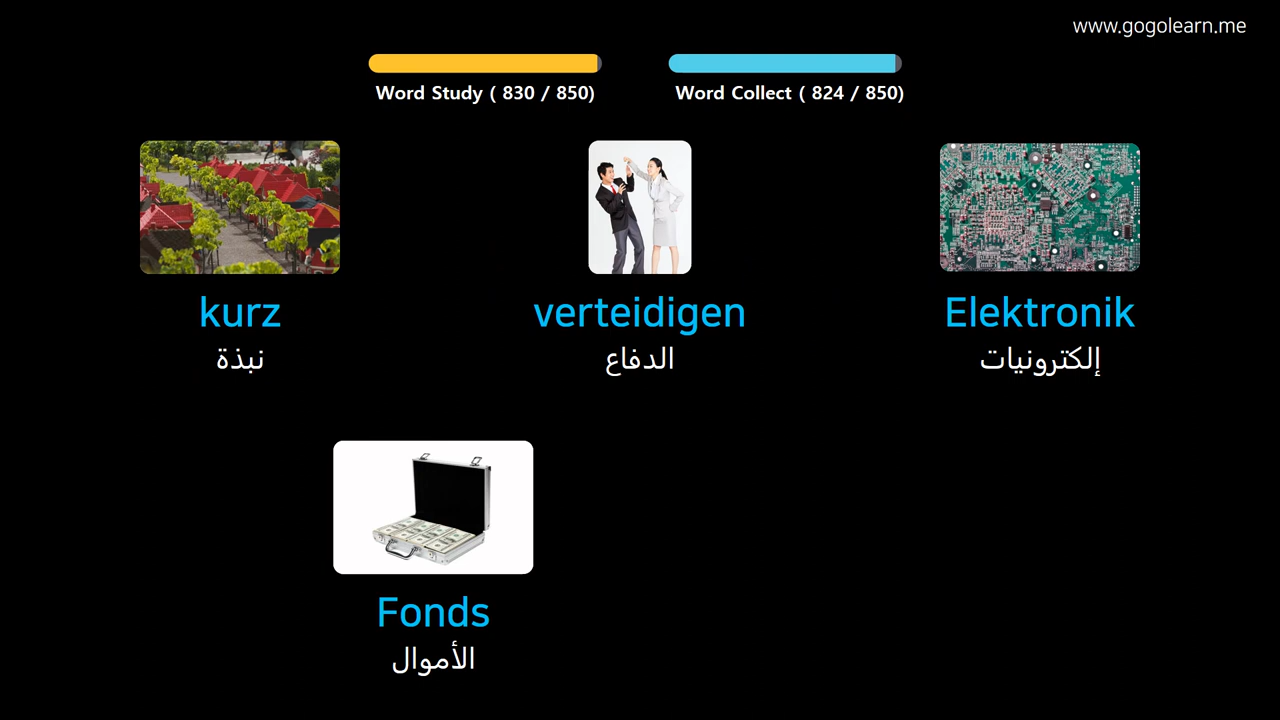 www.gogolearn.me
Word Study ( 830 / 850)
Word Collect ( 824 / 850)
kurz
نبذة
verteidigen
الدفاع
Elektronik
إلكترونيات
Fonds
الأموال